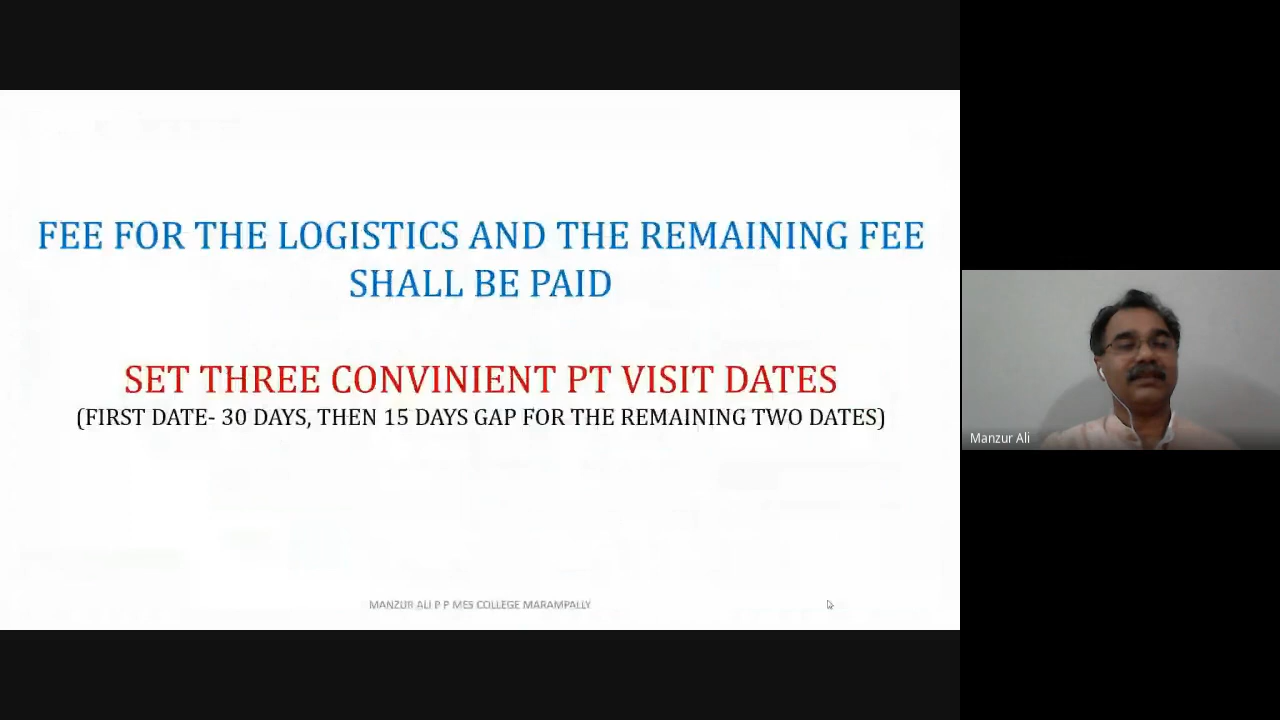 FEE FOR THE LOGISTICS AND THE REMAINING FEE
SHALL BE PAID
SET THREE CONVINIENT PT VISIT DATES
(FIRST DATE- 30 DAYS, THEN 15 DAYS GAP FOR THE REMAINING TWO DATES)
MANZUR ALI P P MES COLLEGE MARAMPALLY
Manzur Ali